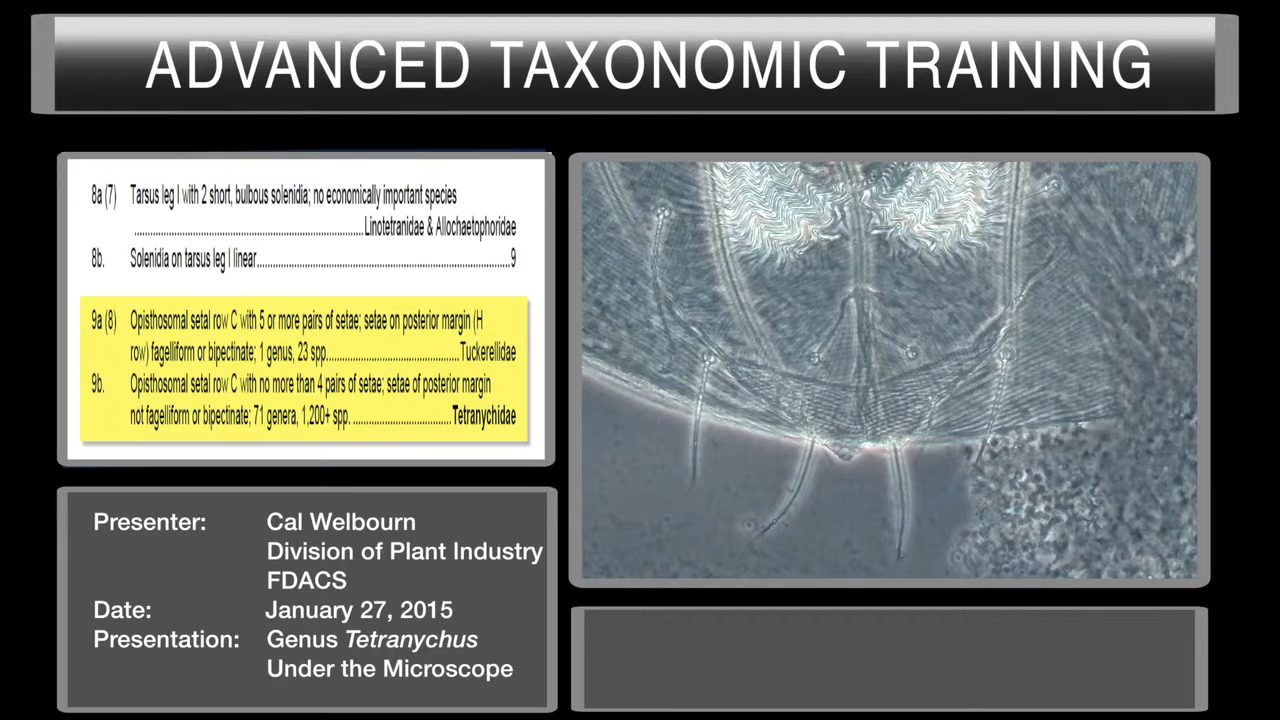 ADVANCED TAXONOMIC TRAINING
8a (7) Tarsus leg I with 2 short, bulbous solenidia; no economically important species
..........................................................................Linotetranidae & Allochaetophoridae
8b. Solenidia on tarsus leg I linear..................................................................................9
9a (8) Opisthosomal setal row C with 5 or more pairs of setae; setae on posterior margin (H
row) fagelliform or bipectinate; 1 genus, 23 spp..........................................Tuckerellidae
9b. Opisthosomal setal row C with no more than 4 pairs of setae; setae of posterior margin
not fagelliform or bipectinate; 71 genera, 1,200+ spp. ................................Tetranychidae
Presenter: Cal Welbourn
Division of Plant Industry
FDACS
Date: January 27, 2015
Presentation: Genus Tetranychus
Under the Microscope